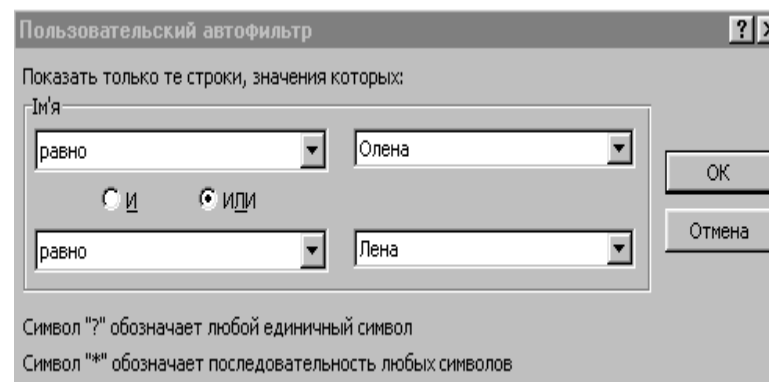 Пользовательский автофильтр
Показать только те строки, значения которых:
Ім'я
равно Олена
ОК
И ИЛИ
Отмена
равно Лена
Символ "?" обозначает любой единичный символ
Символ "*" обозначает последовательность любых символов